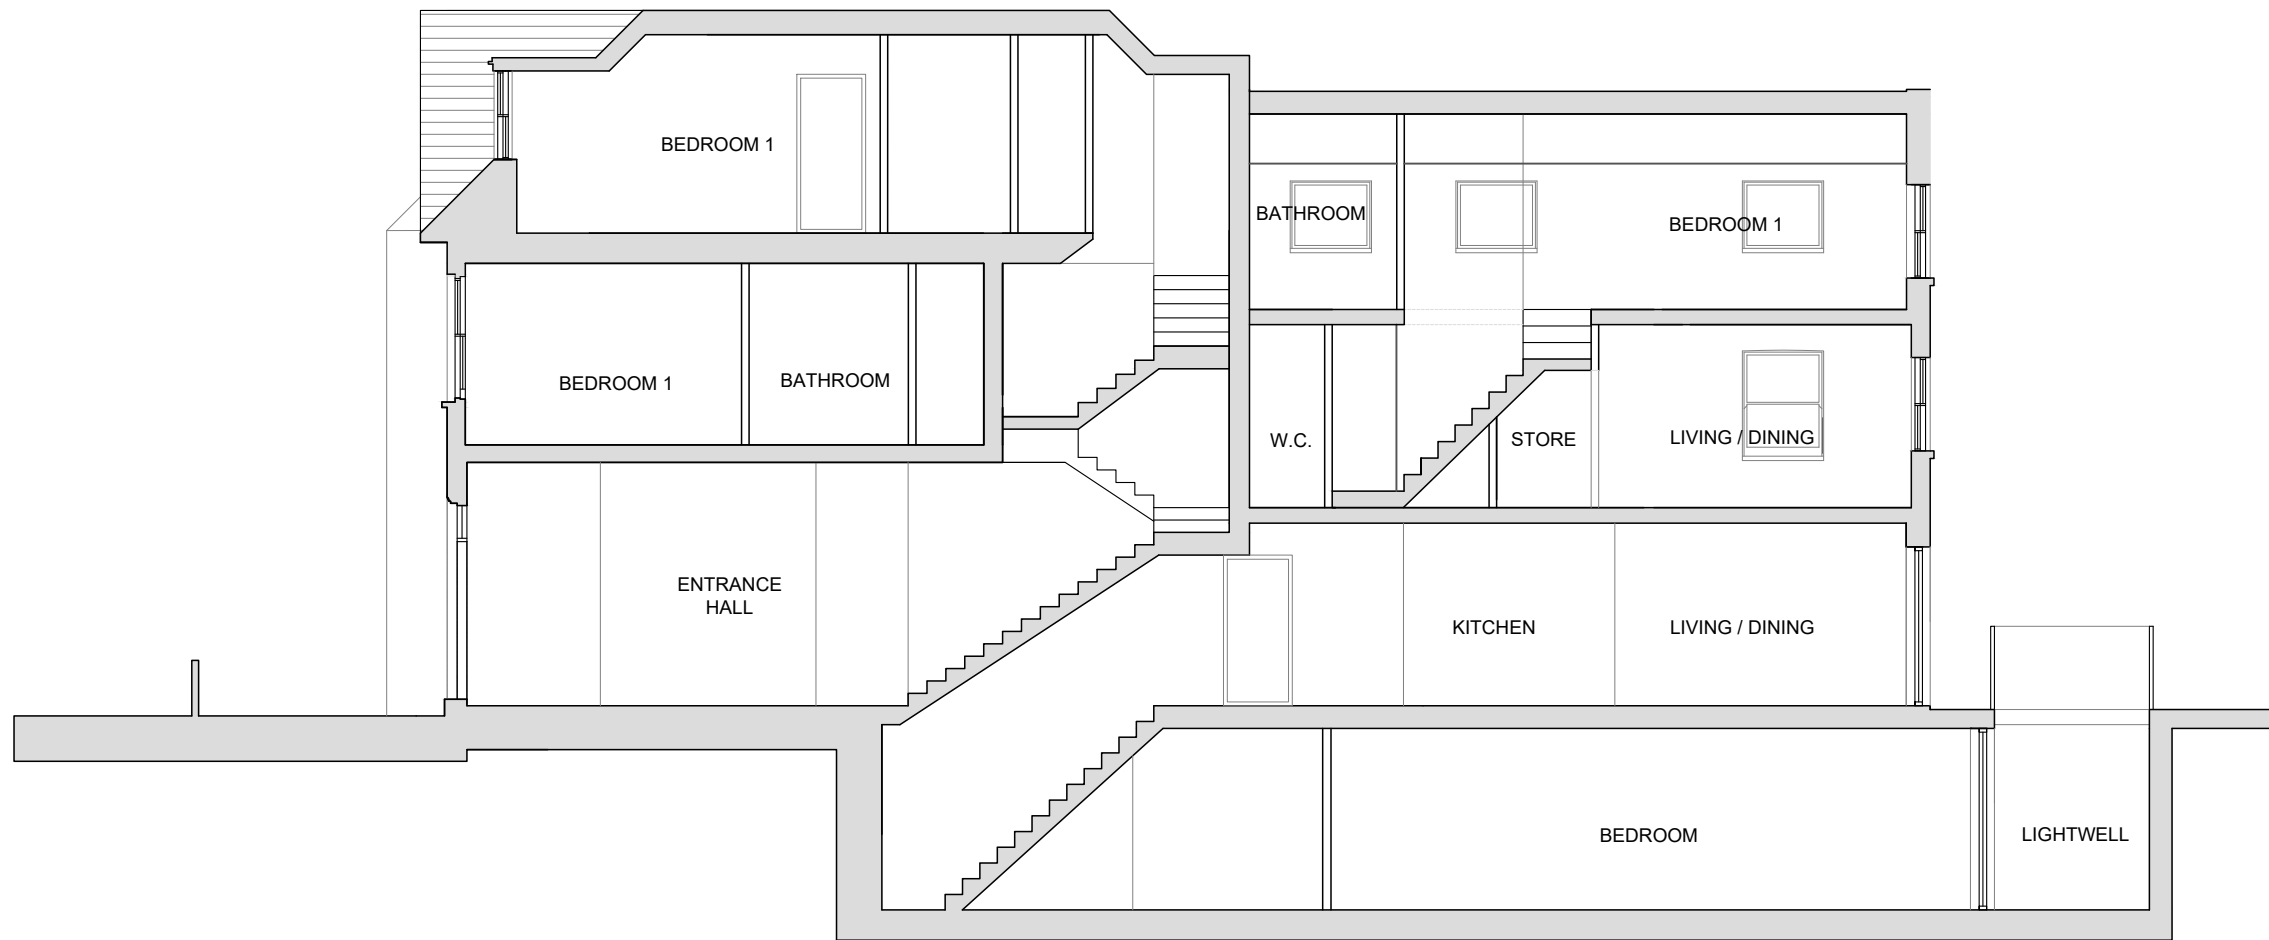 BEDROOM 1
BATHROOM
BEDROOM 1
BEDROOM 1
BATHROOM
W.C.
STORE
LIVING / DINING
ENTRANCE
HALL
KITCHEN
LIVING / DINING
BEDROOM
LIGHTWELL